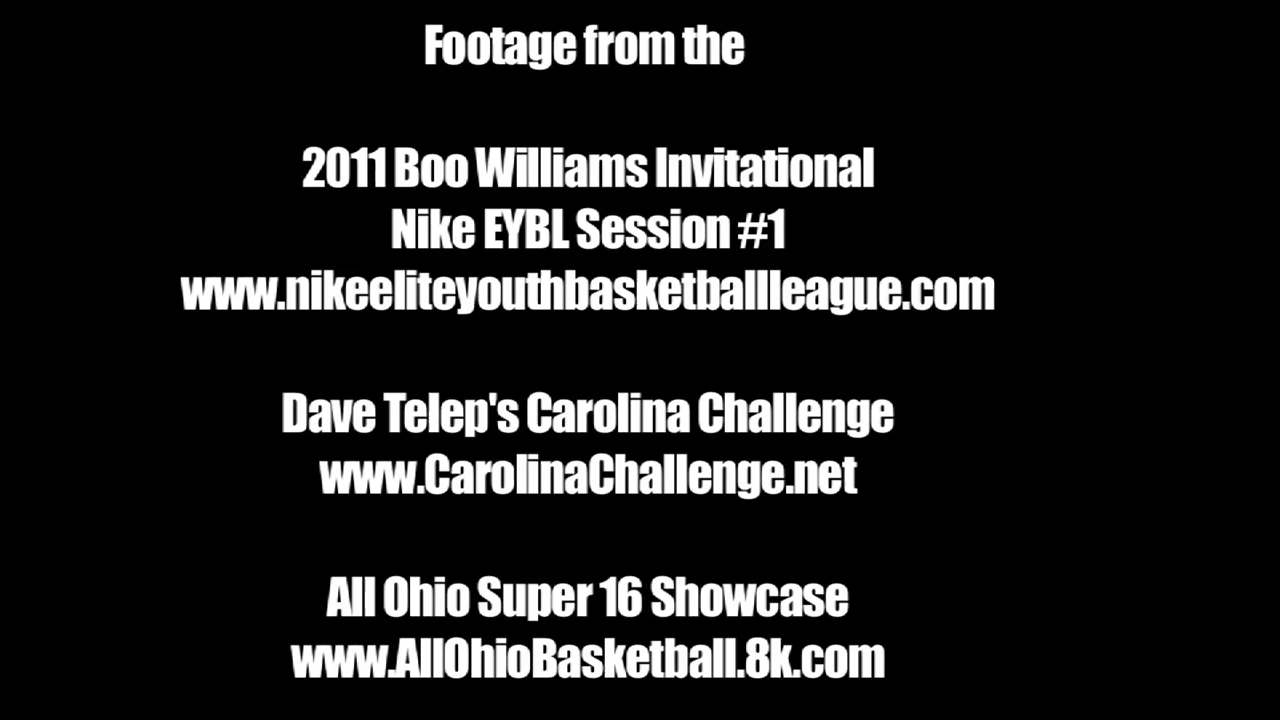 Footage from the
2011 Boo Williams Invitational
Nike EYBL Session #1
www.nikeeliteyouthbasketballleague.com
Dave Telep's Carolina Challenge
www.CarolinaChallenge.net
All Ohio Super 16 Showcase
www.AllOhioBasketball.8k.com